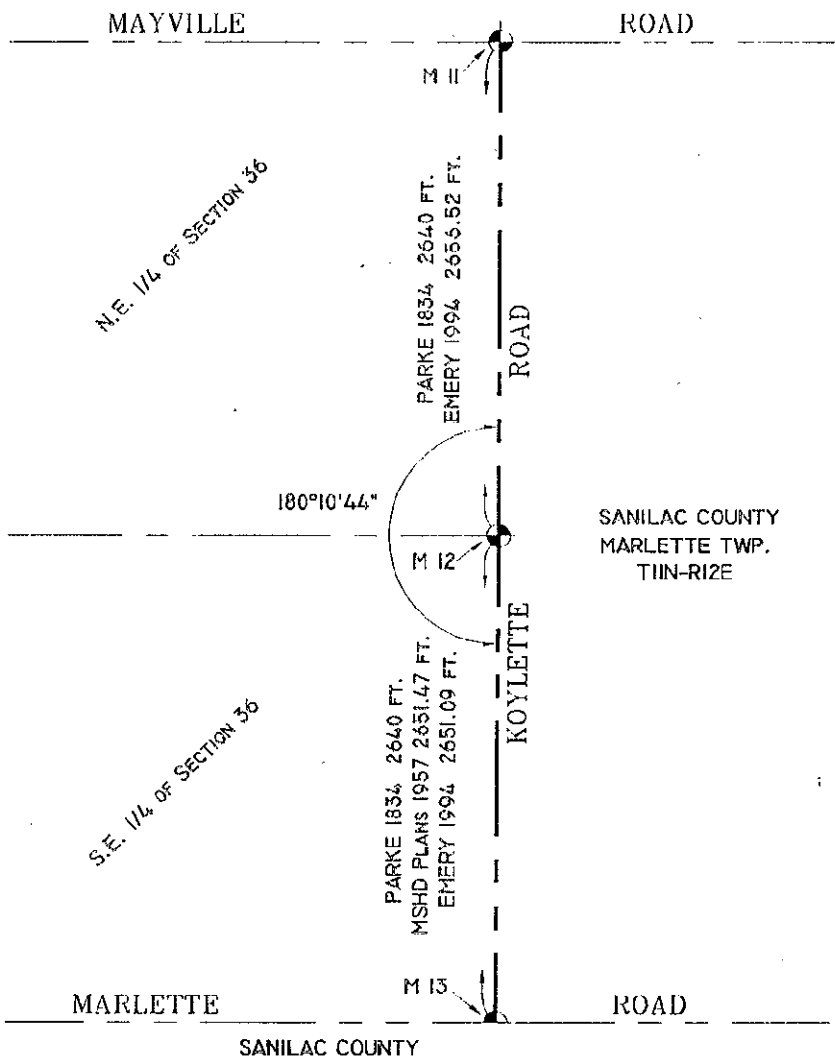 MAYVILLE ROAD
M 11
N.E. 1/4 OF SECTION 36
PARKE 1834 2640 FT.
EMERY 1994 2656.52 FT.
ROAD
180°10'44"
M 12
SANILAC COUNTY
MARLETTE TWP.
T11N-R12E
KOYLETTE
S.E. 1/4 OF SECTION 36
PARKE 1834 2640 FT.
MSHD PLANS 1957 2651.47 FT.
EMERY 1994 2651.09 FT.
M 13
MARLETTE ROAD
SANILAC COUNTY